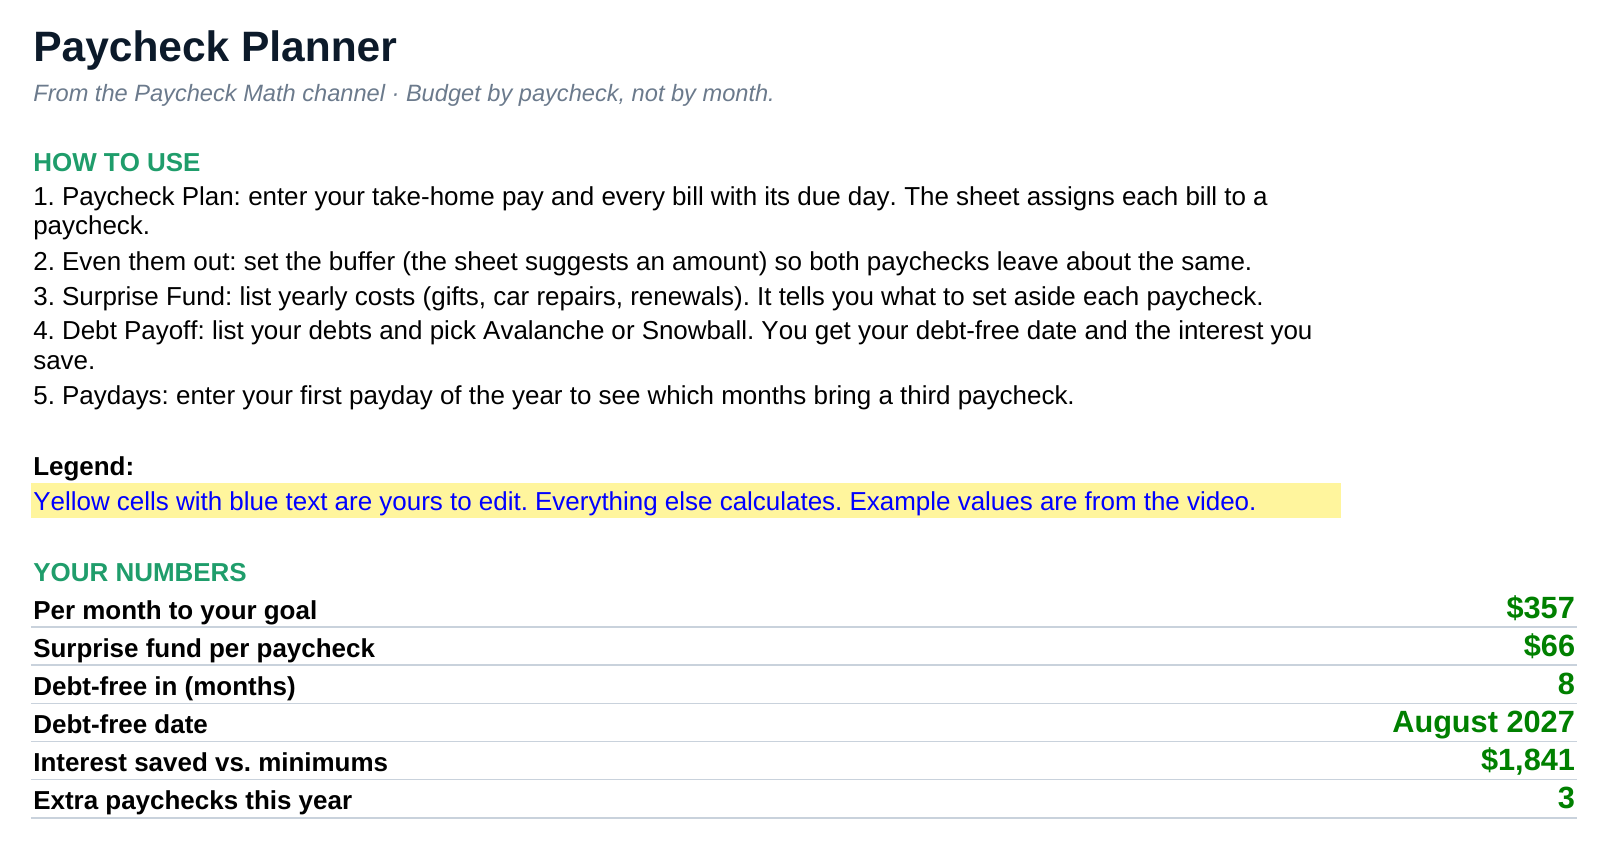 Paycheck Planner
From the Paycheck Math channel · Budget by paycheck, not by month.
HOW TO USE
1. Paycheck Plan: enter your take-home pay and every bill with its due day. The sheet assigns each bill to a
paycheck.
2. Even them out: set the buffer (the sheet suggests an amount) so both paychecks leave about the same.
3. Surprise Fund: list yearly costs (gifts, car repairs, renewals). It tells you what to set aside each paycheck.
4. Debt Payoff: list your debts and pick Avalanche or Snowball. You get your debt-free date and the interest you
save.
5. Paydays: enter your first payday of the year to see which months bring a third paycheck.
Legend:
Yellow cells with blue text are yours to edit. Everything else calculates. Example values are from the video.
YOUR NUMBERS
Per month to your goal $357
Surprise fund per paycheck $66
Debt-free in (months) 8
Debt-free date August 2027
Interest saved vs. minimums $1,841
Extra paychecks this year 3